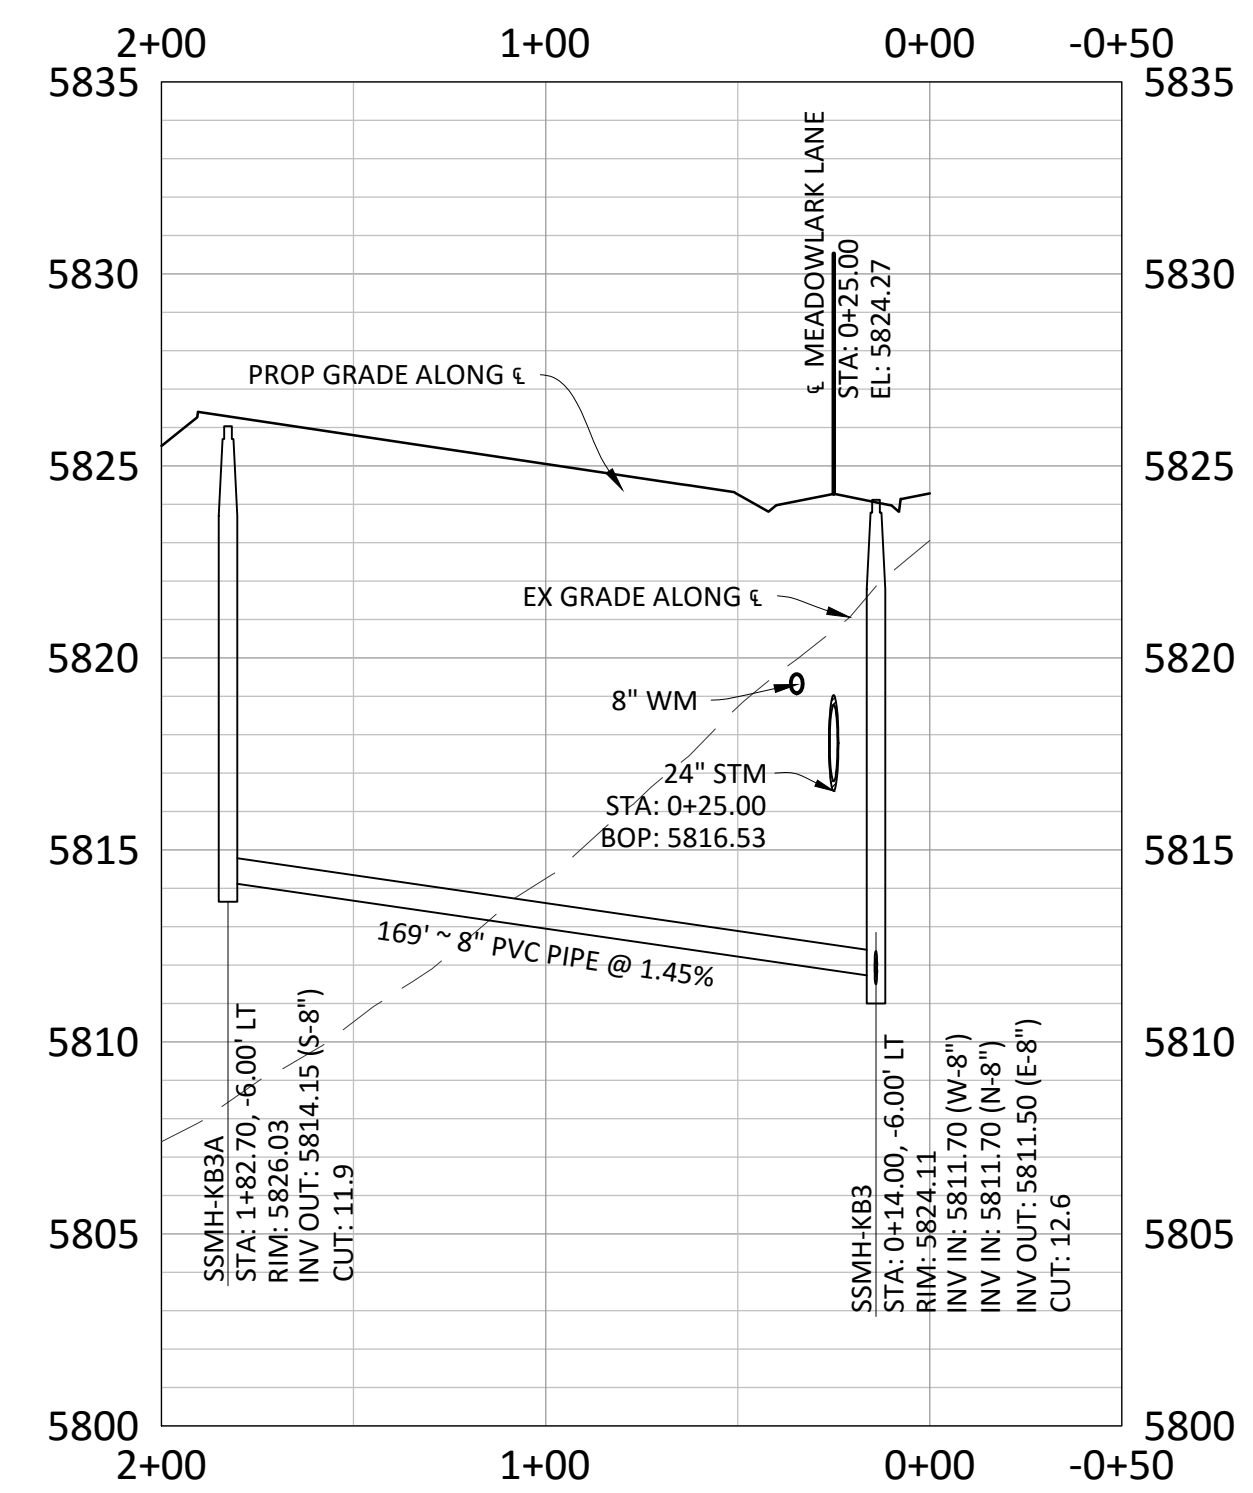 2+00 1+00 0+00 -0+50
5835 5835
5830 5830
5825 5825
5820 5820
5815 5815
5810 5810
5805 5805
5800 5800
2+00 1+00 0+00 -0+50
℄ MEADOWLARK LANE
STA: 0+25.00
EL: 5824.27
PROP GRADE ALONG ℄
EX GRADE ALONG ℄
8" WM
24" STM
STA: 0+25.00
BOP: 5816.53
169' ~ 8" PVC PIPE @ 1.45%
SSMH-KB3A
STA: 1+82.70, -6.00' LT
RIM: 5826.03
INV OUT: 5814.15 (S-8")
CUT: 11.9
SSMH-KB3
STA: 0+14.00, -6.00' LT
RIM: 5824.11
INV IN: 5811.70 (W-8")
INV IN: 5811.70 (N-8")
INV OUT: 5811.50 (E-8")
CUT: 12.6